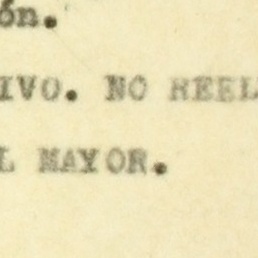 ón.
IVO. NO REEL
L MAYOR.